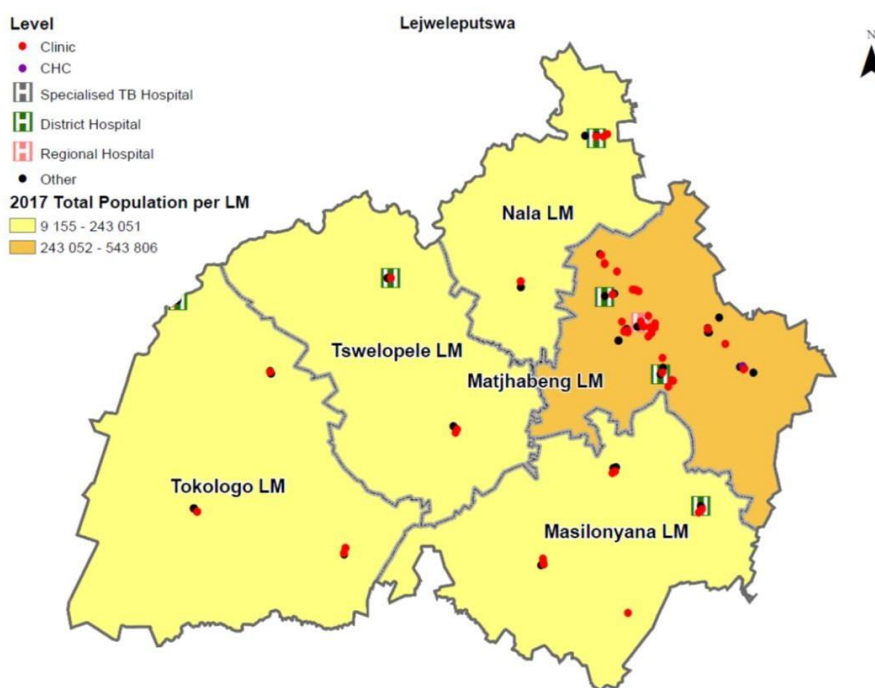 Lejweleputswa
N
Level
Clinic
CHC
Specialised TB Hospital
District Hospital
Regional Hospital
Other
2017 Total Population per LM
9 155 - 243 051
243 052 - 543 806
Nala LM
Tswelopele LM
Matjhabeng LM
Tokologo LM
Masilonyana LM